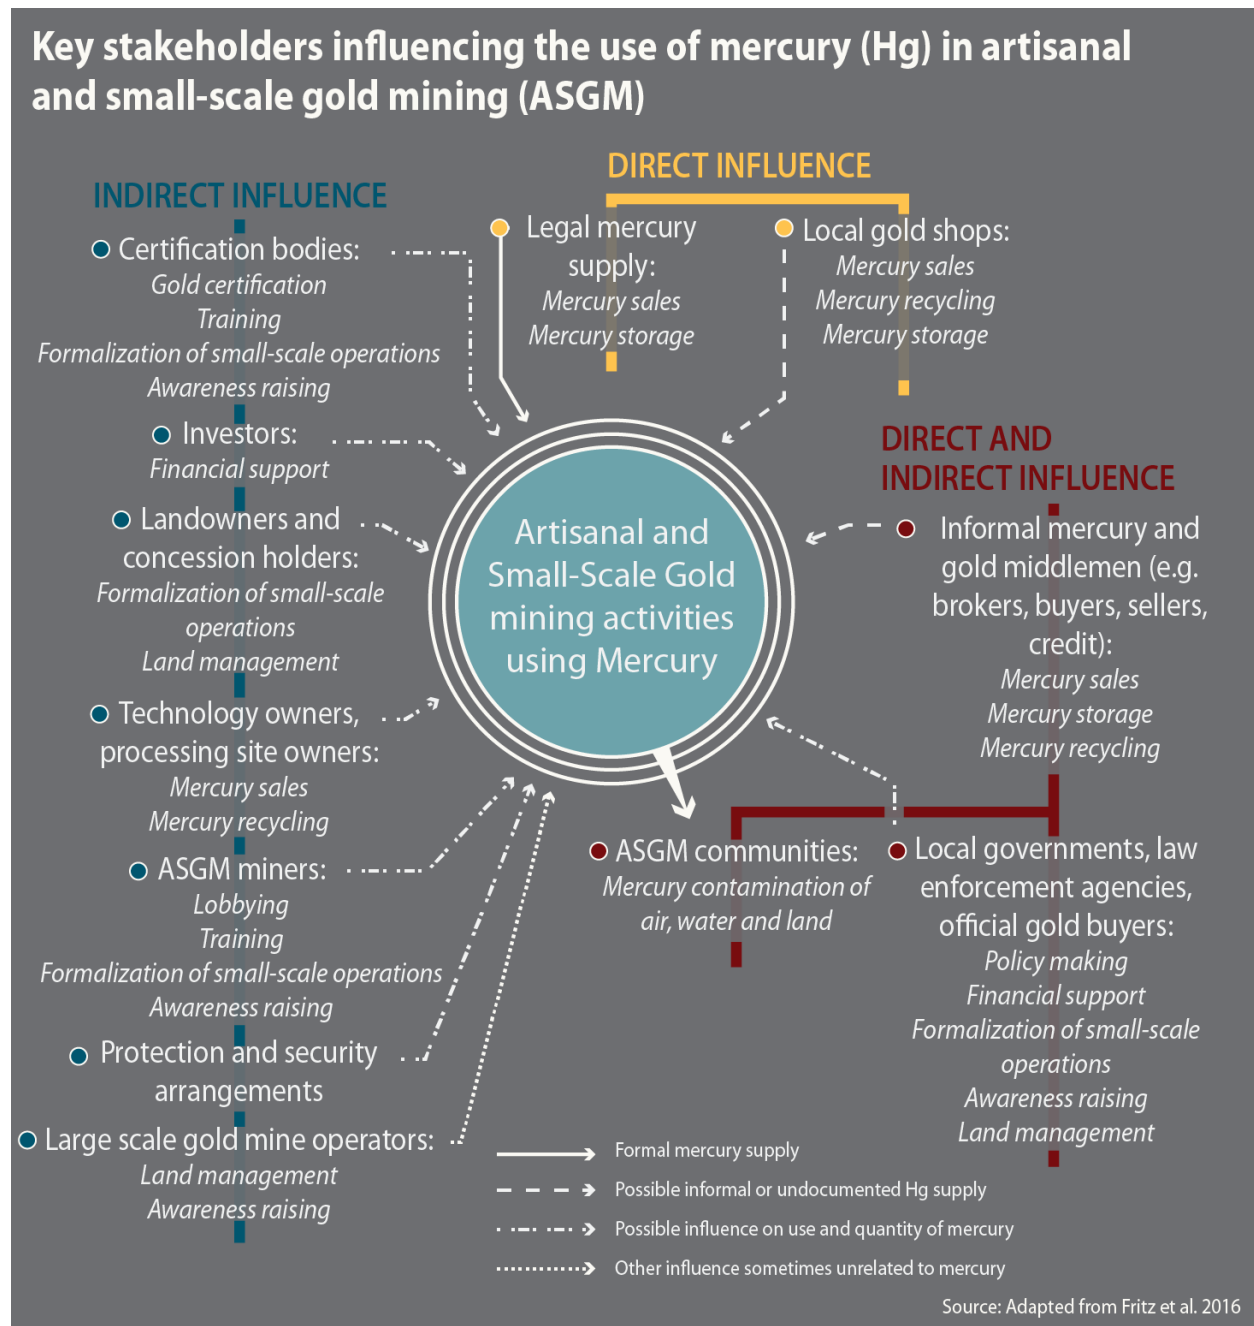 Key stakeholders influencing the use of mercury (Hg) in artisanal
and small-scale gold mining (ASGM)
INDIRECT INFLUENCE
Certification bodies:
Gold certification
Training
Formalization of small-scale operations
Awareness raising
Investors:
Financial support
Landowners and
concession holders:
Formalization of small-scale
operations
Land management
Technology owners,
processing site owners:
Mercury sales
Mercury recycling
ASGM miners:
Lobbying
Training
Formalization of small-scale operations
Awareness raising
Protection and security
arrangements
Large scale gold mine operators:
Land management
Awareness raising
DIRECT INFLUENCE
Legal mercury
supply:
Mercury sales
Mercury storage
Local gold shops:
Mercury sales
Mercury recycling
Mercury storage
Artisanal and
Small-Scale Gold
mining activities
using Mercury
DIRECT AND
INDIRECT INFLUENCE
Informal mercury and
gold middlemen (e.g.
brokers, buyers, sellers,
credit):
Mercury sales
Mercury storage
Mercury recycling
ASGM communities:
Mercury contamination of
air, water and land
Local governments, law
enforcement agencies,
official gold buyers:
Policy making
Financial support
Formalization of small-scale
operations
Awareness raising
Land management
Formal mercury supply
Possible informal or undocumented Hg supply
Possible influence on use and quantity of mercury
Other influence sometimes unrelated to mercury
Source: Adapted from Fritz et al. 2016